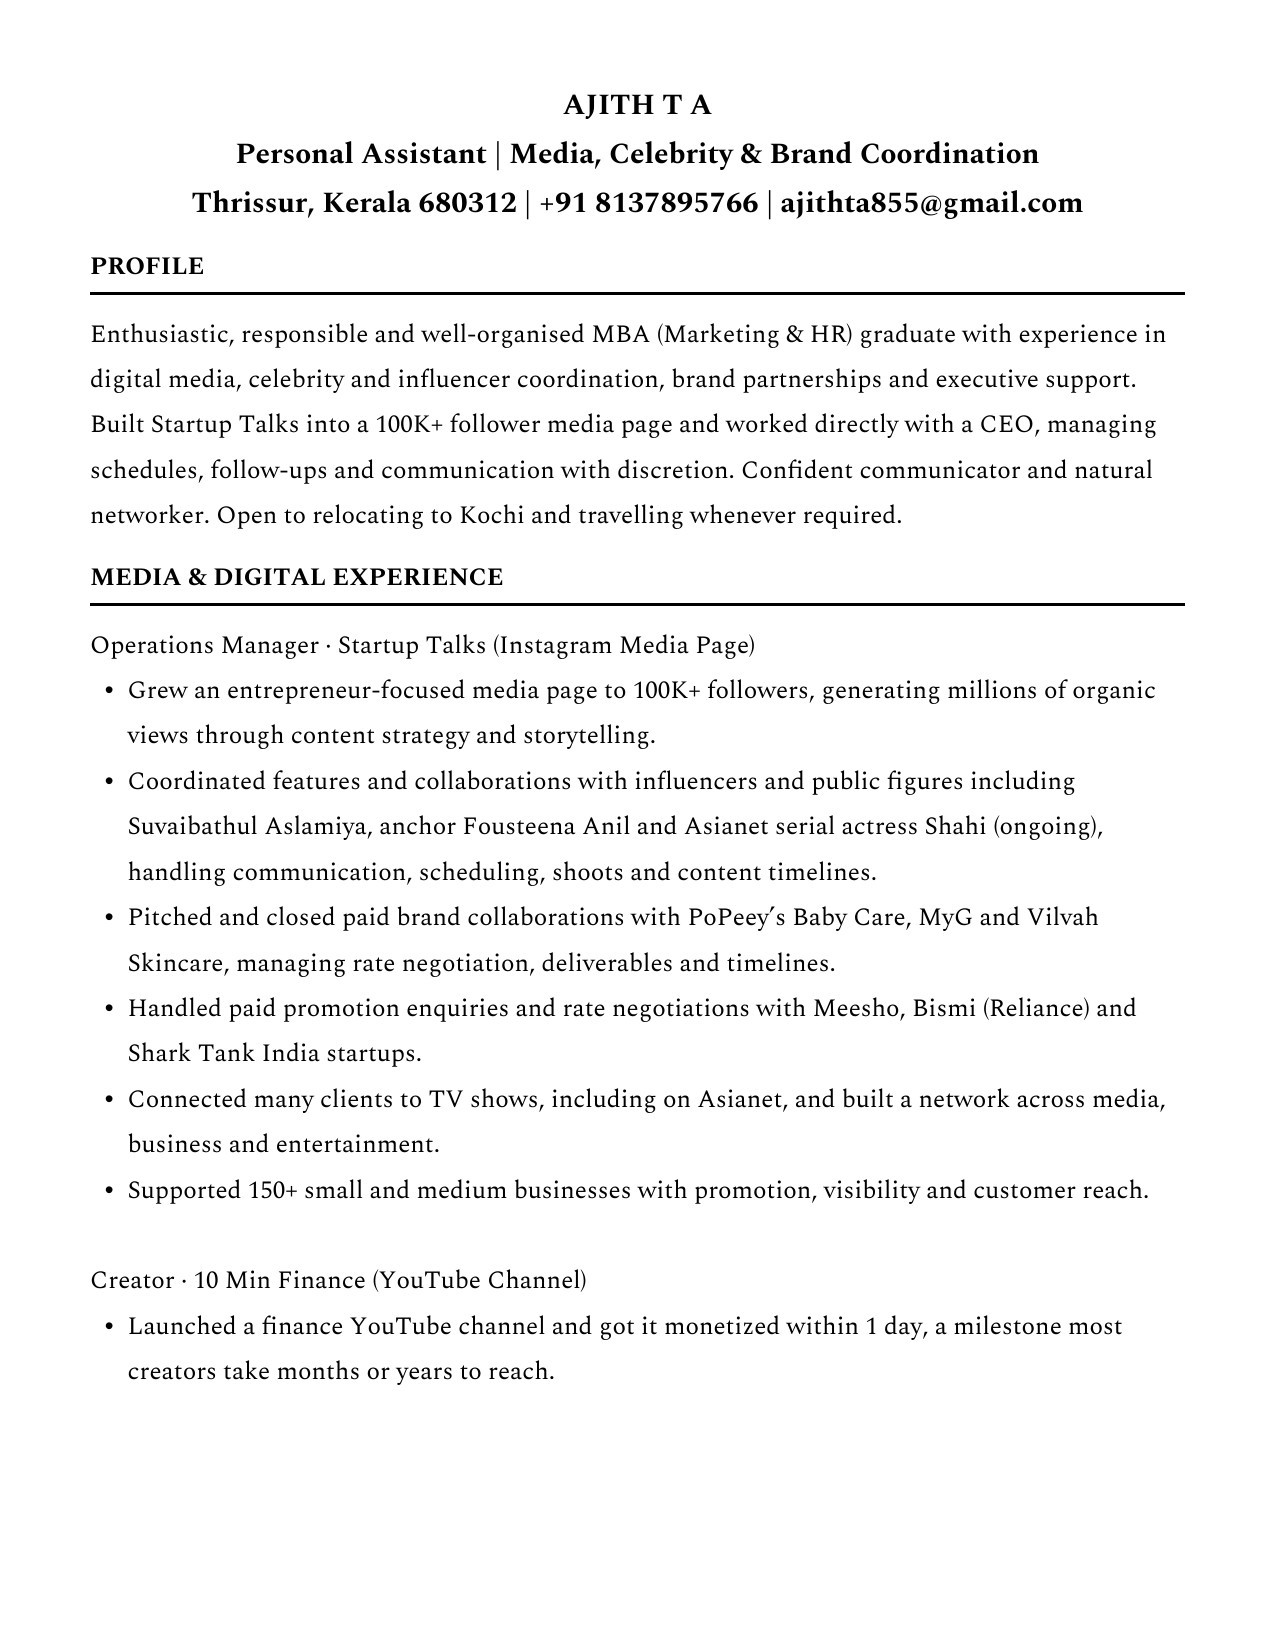 AJITH T A
Personal Assistant | Media, Celebrity & Brand Coordination
Thrissur, Kerala 680312 | +91 8137895766 | ajithta855@gmail.com
PROFILE
Enthusiastic, responsible and well-organised MBA (Marketing & HR) graduate with experience in
digital media, celebrity and influencer coordination, brand partnerships and executive support.
Built Startup Talks into a 100K+ follower media page and worked directly with a CEO, managing
schedules, follow-ups and communication with discretion. Confident communicator and natural
networker. Open to relocating to Kochi and travelling whenever required.
MEDIA & DIGITAL EXPERIENCE
Operations Manager · Startup Talks (Instagram Media Page)
• Grew an entrepreneur-focused media page to 100K+ followers, generating millions of organic
views through content strategy and storytelling.
• Coordinated features and collaborations with influencers and public figures including
Suvaibathul Aslamiya, anchor Fousteena Anil and Asianet serial actress Shahi (ongoing),
handling communication, scheduling, shoots and content timelines.
• Pitched and closed paid brand collaborations with PoPeey’s Baby Care, MyG and Vilvah
Skincare, managing rate negotiation, deliverables and timelines.
• Handled paid promotion enquiries and rate negotiations with Meesho, Bismi (Reliance) and
Shark Tank India startups.
• Connected many clients to TV shows, including on Asianet, and built a network across media,
business and entertainment.
• Supported 150+ small and medium businesses with promotion, visibility and customer reach.
Creator · 10 Min Finance (YouTube Channel)
• Launched a finance YouTube channel and got it monetized within 1 day, a milestone most
creators take months or years to reach.